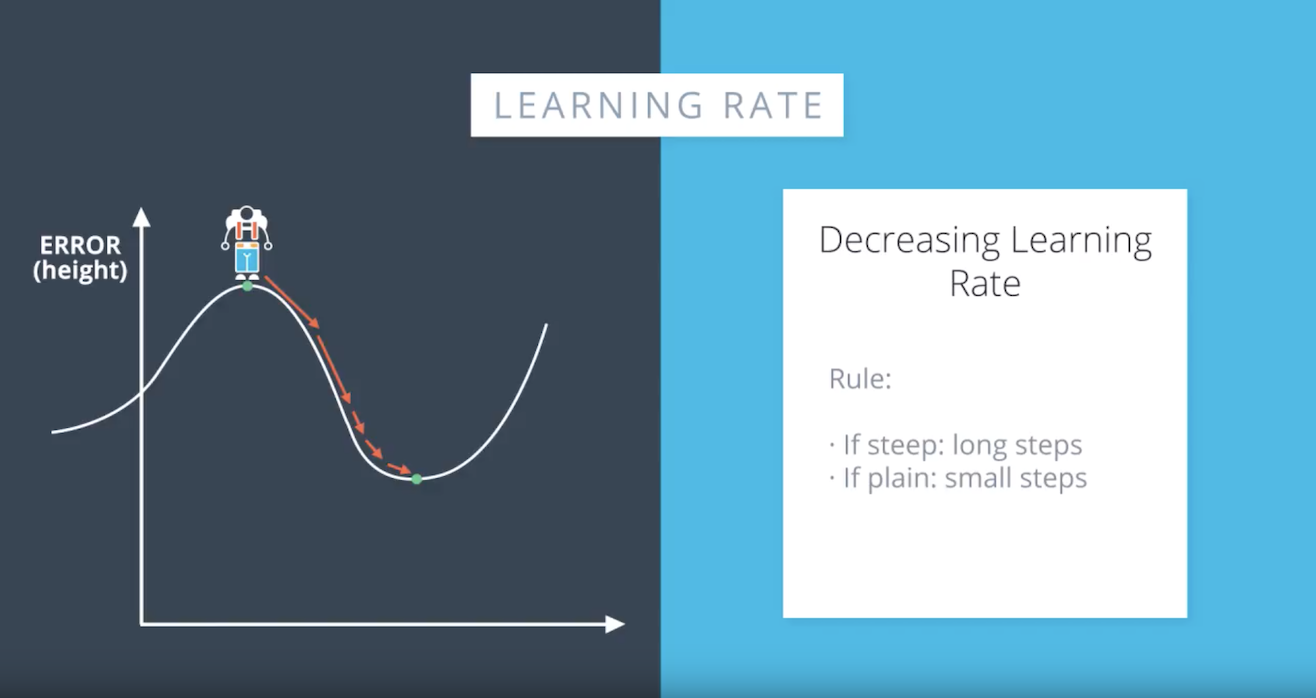 LEARNING RATE
ERROR
(height)
Decreasing Learning
Rate
Rule:
· If steep: long steps
· If plain: small steps